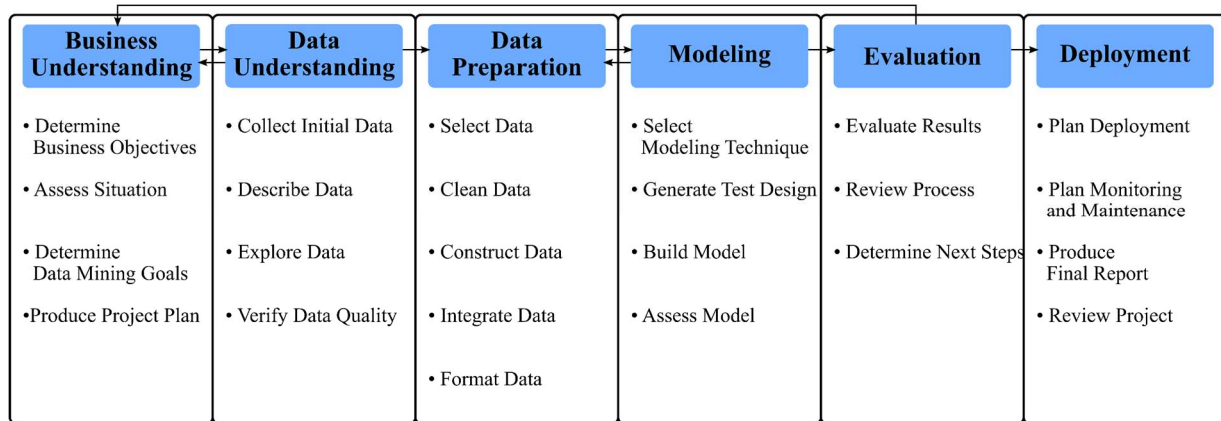 Business
Understanding
Data
Understanding
Data
Preparation
Modeling
Evaluation
Deployment
• Determine
Business Objectives
• Assess Situation
• Determine
Data Mining Goals
•Produce Project Plan
• Collect Initial Data
• Describe Data
• Explore Data
• Verify Data Quality
• Select Data
• Clean Data
• Construct Data
• Integrate Data
• Format Data
• Select
Modeling Technique
• Generate Test Design
• Build Model
• Assess Model
• Evaluate Results
• Review Process
• Determine Next Steps
• Plan Deployment
• Plan Monitoring
and Maintenance
• Produce
Final Report
• Review Project